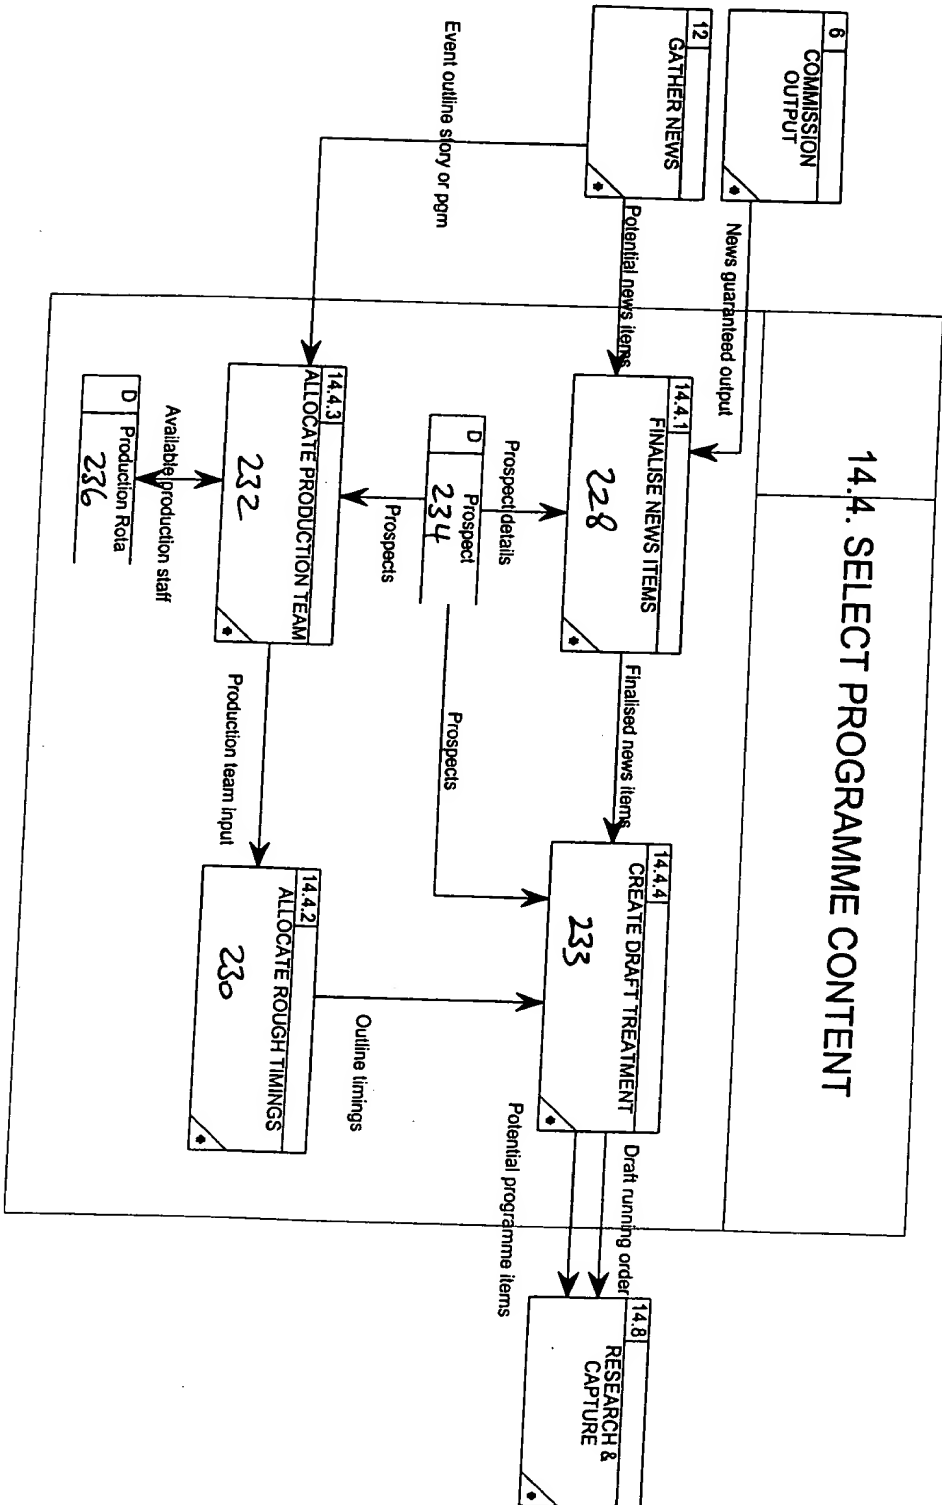 14.4. SELECT PROGRAMME CONTENT
6
COMMISSION
OUTPUT
News guaranteed output
12
GATHER NEWS
Potential news items
Event outline story or pgm
14.4.1
FINALISE NEWS ITEMS
228
Finalised news items
14.4.4
CREATE DRAFT TREATMENT
233
Draft running order
Potential programme items
14.8
RESEARCH &
CAPTURE
Prospect details
D
Prospect
234
Prospects
Prospects
14.4.3
ALLOCATE PRODUCTION TEAM
232
Production team input
14.4.2
ALLOCATE ROUGH TIMINGS
230
Outline timings
Available production staff
D
Production Rota
236